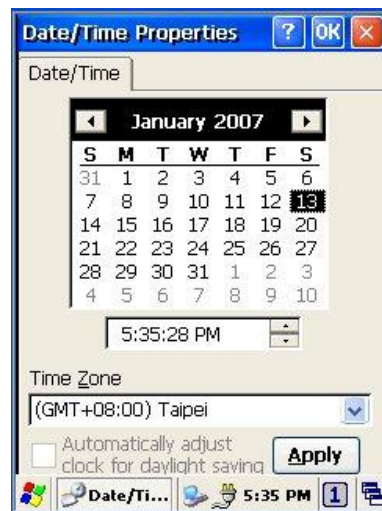 Date/Time Properties ? OK ×
Date/Time
January 2007
S M T W T F S
31 1 2 3 4 5 6
7 8 9 10 11 12 13
14 15 16 17 18 19 20
21 22 23 24 25 26 27
28 29 30 31 1 2 3
4 5 6 7 8 9 10
5:35:28 PM
Time Zone
(GMT+08:00) Taipei
Automatically adjust
clock for daylight saving
Apply
Date/Ti... 5:35 PM 1